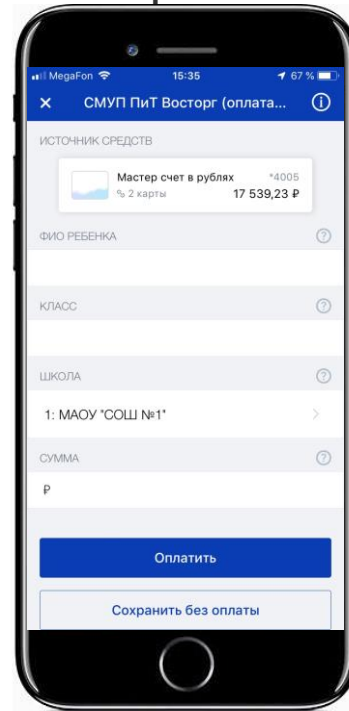 MegaFon 15:35 67 %
× СМУП ПиТ Восторг (оплата...
ИСТОЧНИК СРЕДСТВ
Мастер счет в рублях *4005
2 карты 17 539,23 ₽
ФИО РЕБЕНКА ?
КЛАСС ?
ШКОЛА ?
1: МАОУ "СОШ №1"
СУММА ?
₽
Оплатить
Сохранить без оплаты